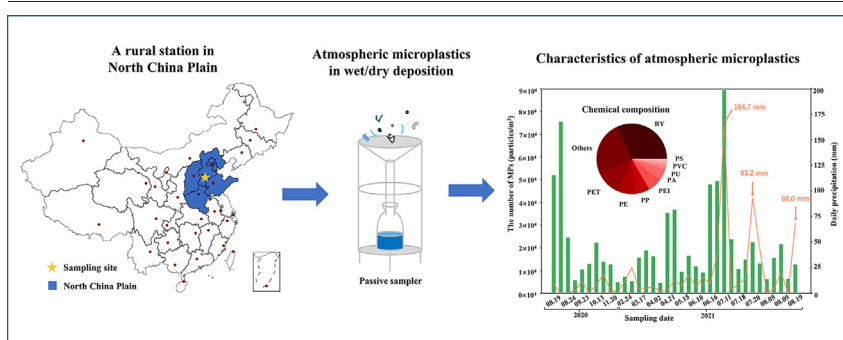 A rural station in
North China Plain
Sampling site
North China Plain
Atmospheric microplastics
in wet/dry deposition
Passive sampler
Characteristics of atmospheric microplastics
The number of MPs (particles/m²)
9×10⁴
8×10⁴
7×10⁴
6×10⁴
5×10⁴
4×10⁴
3×10⁴
2×10⁴
1×10⁴
0×10⁴
Chemical composition
RY
Others
PET
PE
PP
PEI
PA
PU
PVC
PS
164.7 mm
93.2 mm
68.0 mm
200
175
150
125
100
75
50
25
0
Daily precipitation (mm)
08.19
08.24
09.23
10.13
11.20
02.24
03.17
04.02
04.21
05.15
06.10
06.16
07.11
07.18
07.20
08.04
08.09
08.19
2020
Sampling date
2021